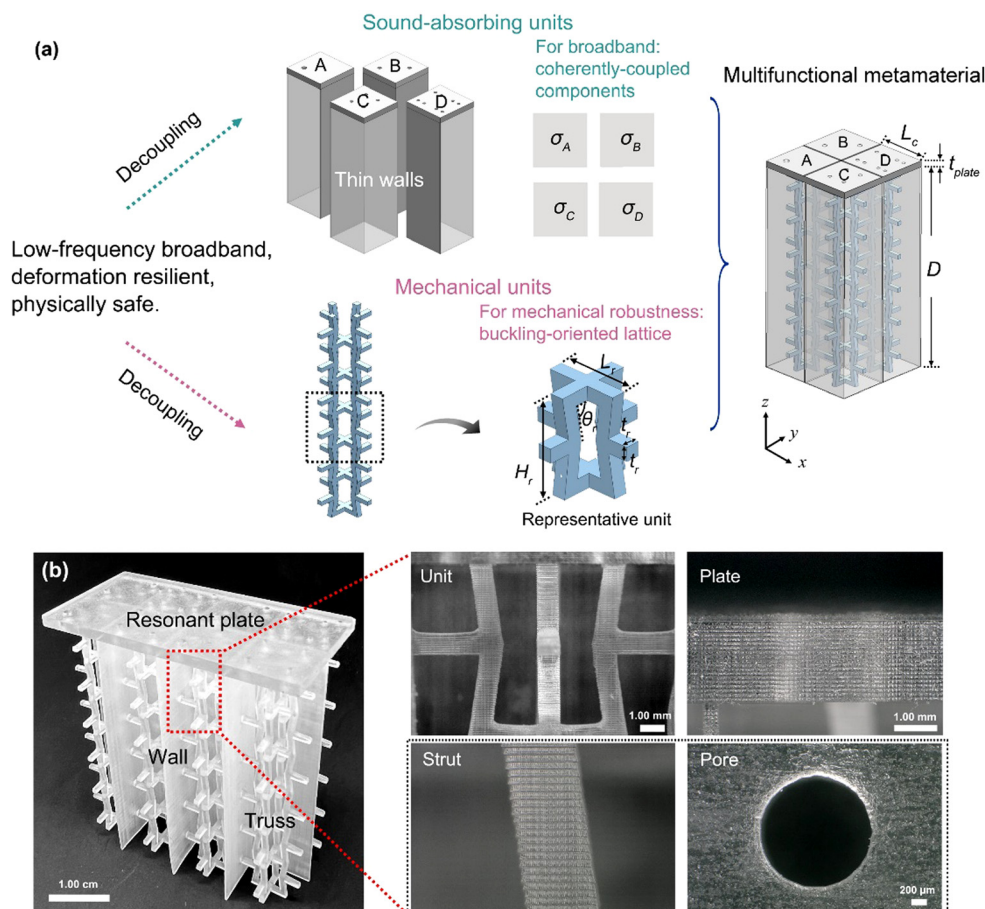 (a)
Sound-absorbing units
For broadband:
coherently-coupled
components
A
B
C
D
Thin walls
σA
σB
σC
σD
Decoupling
Low-frequency broadband,
deformation resilient,
physically safe.
Decoupling
Mechanical units
For mechanical robustness:
buckling-oriented lattice
Lr
θr
tr
tr
Hr
Representative unit
Multifunctional metamaterial
B
A
D
C
Lc
tplate
D
z
y
x
(b)
Resonant plate
Wall
Truss
1.00 cm
Unit
1.00 mm
Plate
1.00 mm
Strut
Pore
200 µm